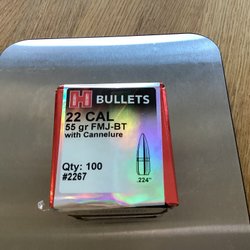 H BULLETS
22 CAL
55 gr FMJ-BT
with Cannelure
Qty: 100
#2267
.224"